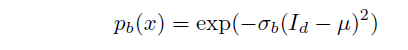 p_b(x) = exp(−σ_b(I_d − μ)²)